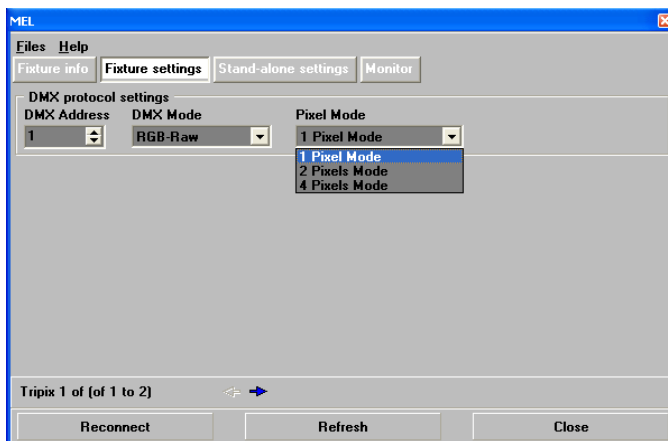 MEL
Files Help
Fixture info Fixture settings Stand-alone settings Monitor
DMX protocol settings
DMX Address DMX Mode Pixel Mode
1 RGB-Raw 1 Pixel Mode
1 Pixel Mode
2 Pixels Mode
4 Pixels Mode
Tripix 1 of (of 1 to 2)
Reconnect Refresh Close